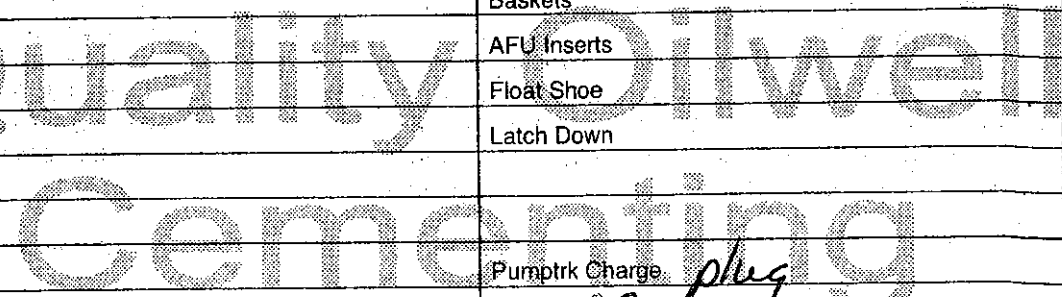 Baskets
AFU Inserts
Quality Oilwell
Float Shoe
Latch Down
Cementing
Pumptrk Charge plug